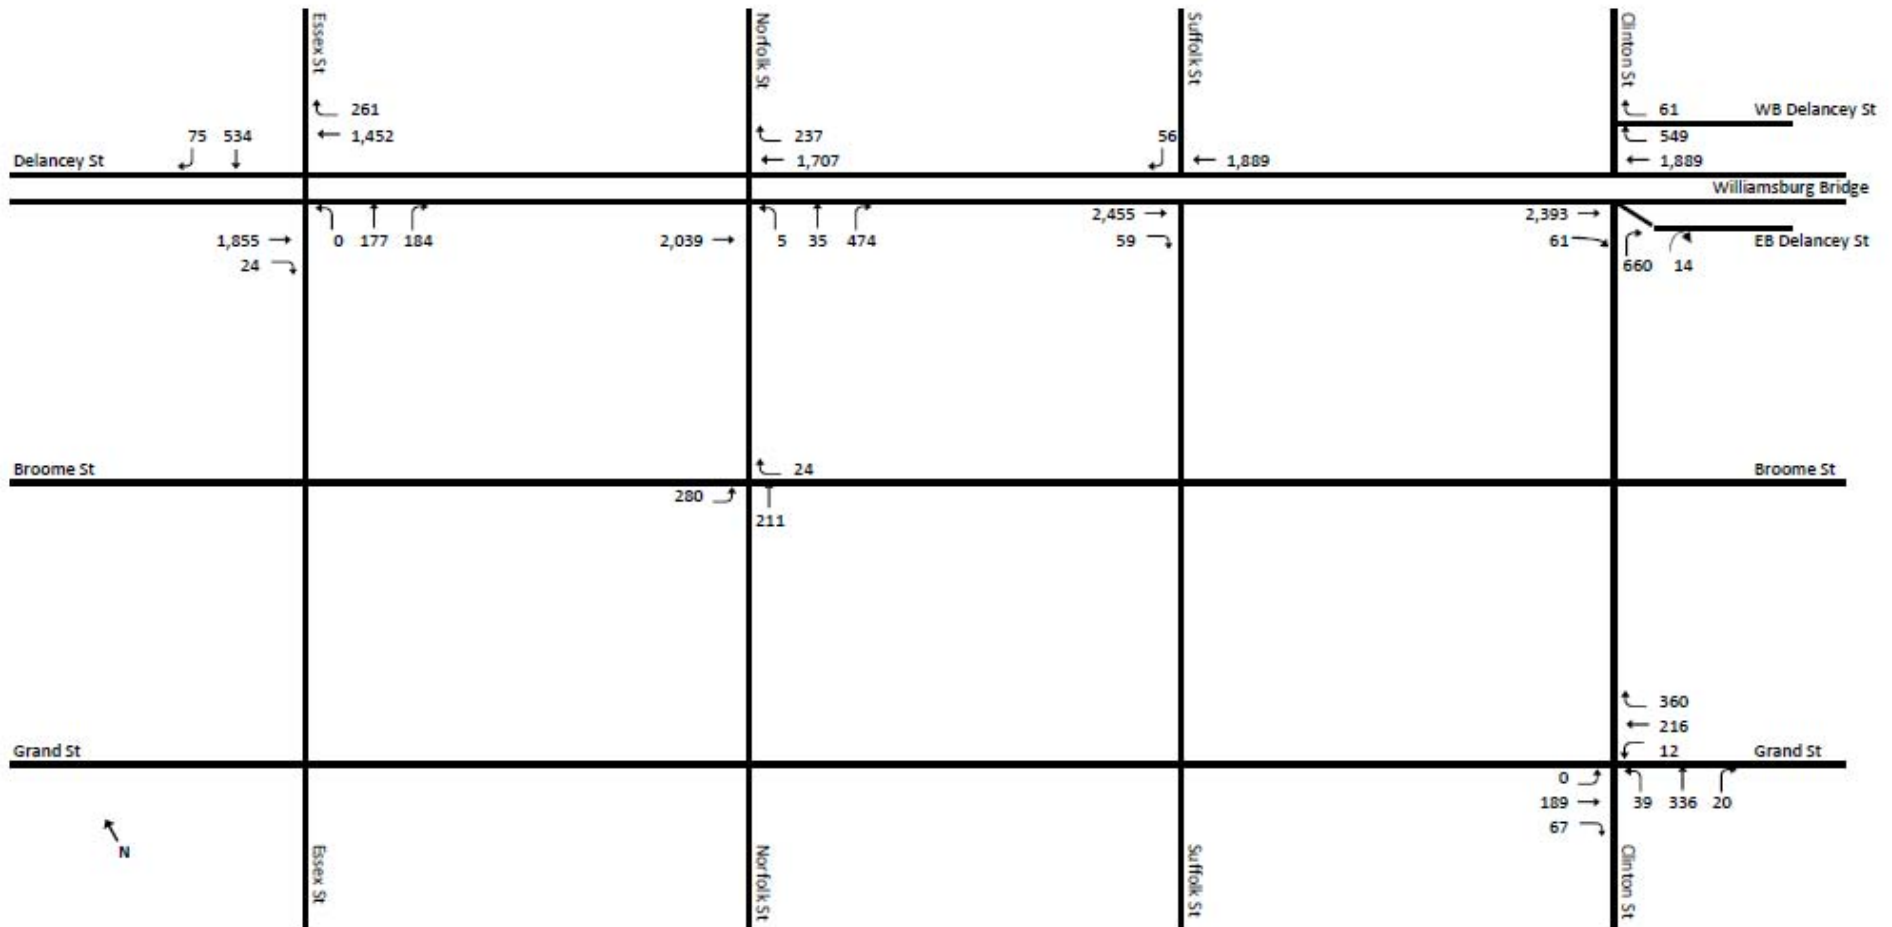 Essex St
Norfolk St
Suffolk St
Clinton St
261
61
WB Delancey St
75 534
1,452
237
56
549
Delancey St
1,707
1,889
1,889
Williamsburg Bridge
2,455
2,393
1,855
0 177 184
2,039
5 35 474
59
61
EB Delancey St
24
660 14
Broome St
24
Broome St
280
211
360
216
Grand St
12
Grand St
0
189
39 336 20
67
N
Essex St
Norfolk St
Suffolk St
Clinton St